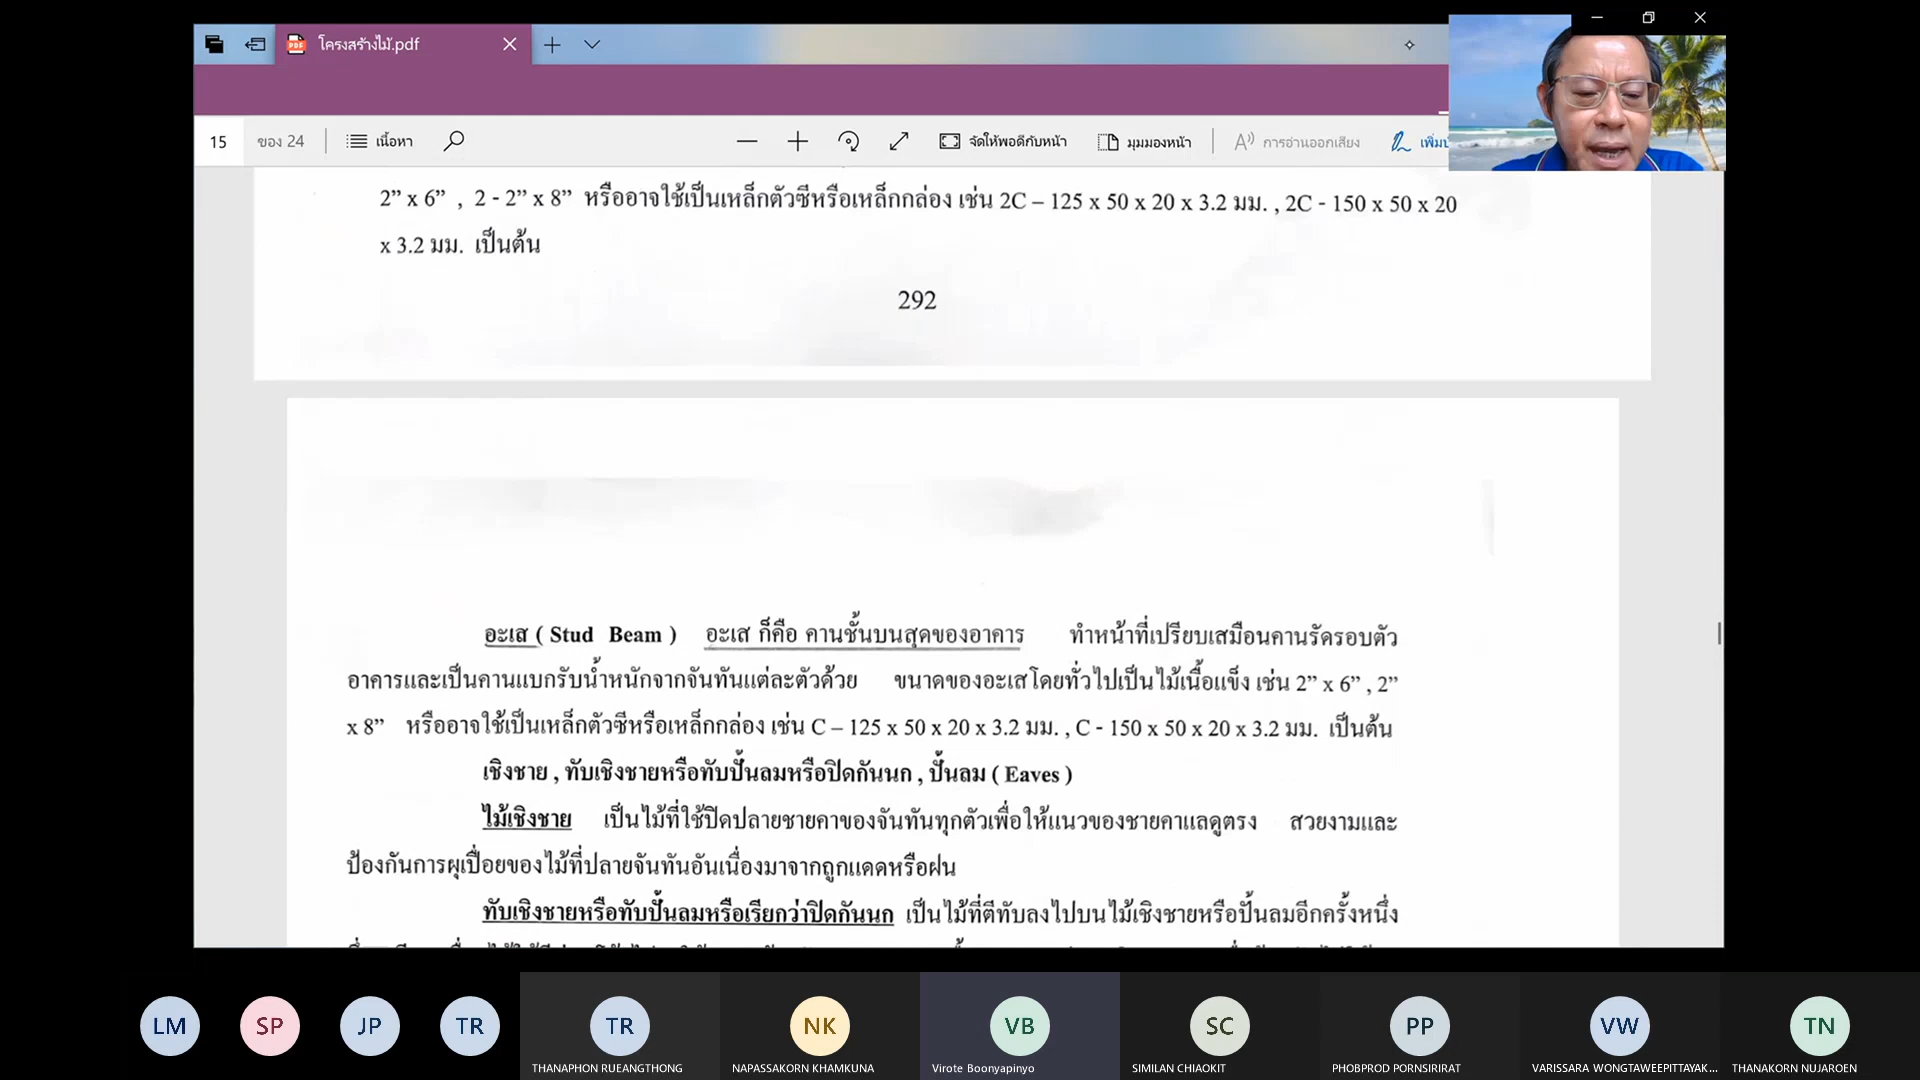 โครงสร้างไม้.pdf
15 ของ 24 เนื้อหา จัดให้พอดีกับหน้า มุมมองหน้า การอ่านออกเสียง
2” x 6” , 2 - 2” x 8” หรืออาจใช้เป็นเหล็กตัวซีหรือเหล็กกล่อง เช่น 2C – 125 x 50 x 20 x 3.2 มม. , 2C - 150 x 50 x 20
x 3.2 มม. เป็นต้น
292
อะเส ( Stud Beam ) อะเส ก็คือ คานชั้นบนสุดของอาคาร ทำหน้าที่เปรียบเสมือนคานรัดรอบตัว
อาคารและเป็นคานแบกรับน้ำหนักจากจันทันแต่ละตัวด้วย ขนาดของอะเสโดยทั่วไปเป็นไม้เนื้อแข็ง เช่น 2” x 6” , 2”
x 8” หรืออาจใช้เป็นเหล็กตัวซีหรือเหล็กกล่อง เช่น C – 125 x 50 x 20 x 3.2 มม. , C - 150 x 50 x 20 x 3.2 มม. เป็นต้น
เชิงชาย , ทับเชิงชายหรือทับปั้นลมหรือปิดกันนก , ปั้นลม ( Eaves )
ไม้เชิงชาย เป็นไม้ที่ใช้ปิดปลายชายคาของจันทันทุกตัวเพื่อให้แนวของชายคาแลดูตรง สวยงามและ
ป้องกันการผุเปื่อยของไม้ที่ปลายจันทันอันเนื่องมาจากถูกแดดหรือฝน
ทับเชิงชายหรือทับปั้นลมหรือเรียกว่าปิดกันนก เป็นไม้ที่ตีทับลงไปบนไม้เชิงชายหรือปั้นลมอีกครั้งหนึ่ง
LM SP JP TR TR NK VB SC PP VW TN
THANAPHON RUEANGTHONG NAPASSAKORN KHAMKUNA Virote Boonyapinyo SIMILAN CHIAOKIT PHOBPROD PORNSIRIRAT VARISSARA WONGTAWEEPITTAYAK... THANAKORN NUJAROEN